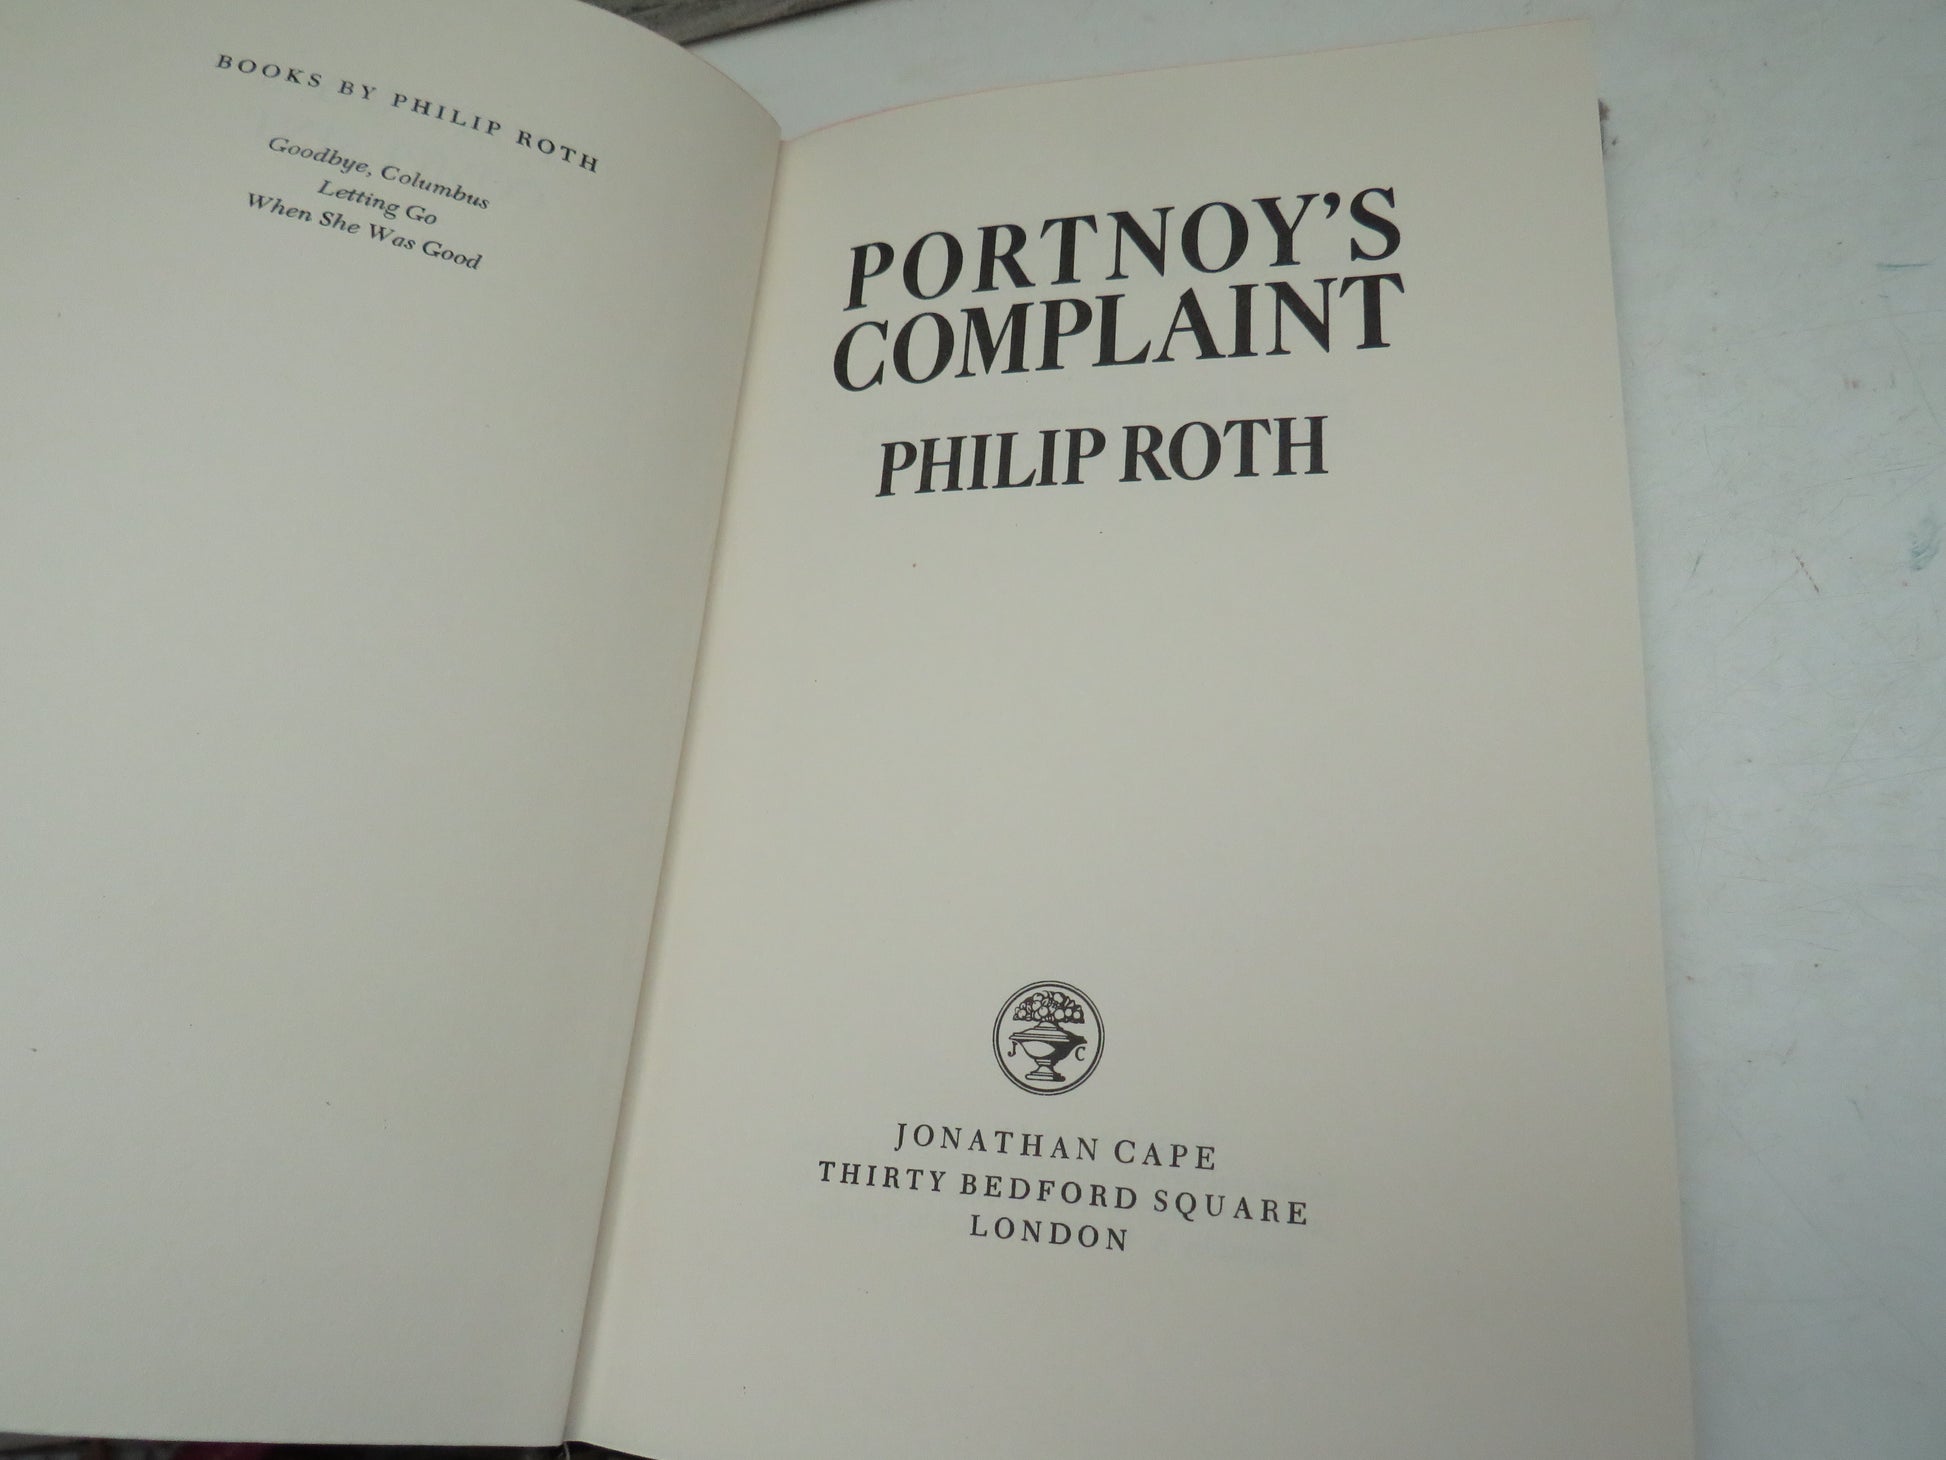 BOOKS BY PHILIP ROTH
Goodbye, Columbus
Letting Go
When She Was Good
PORTNOY'S
COMPLAINT
PHILIP ROTH
J C
JONATHAN CAPE
THIRTY BEDFORD SQUARE
LONDON